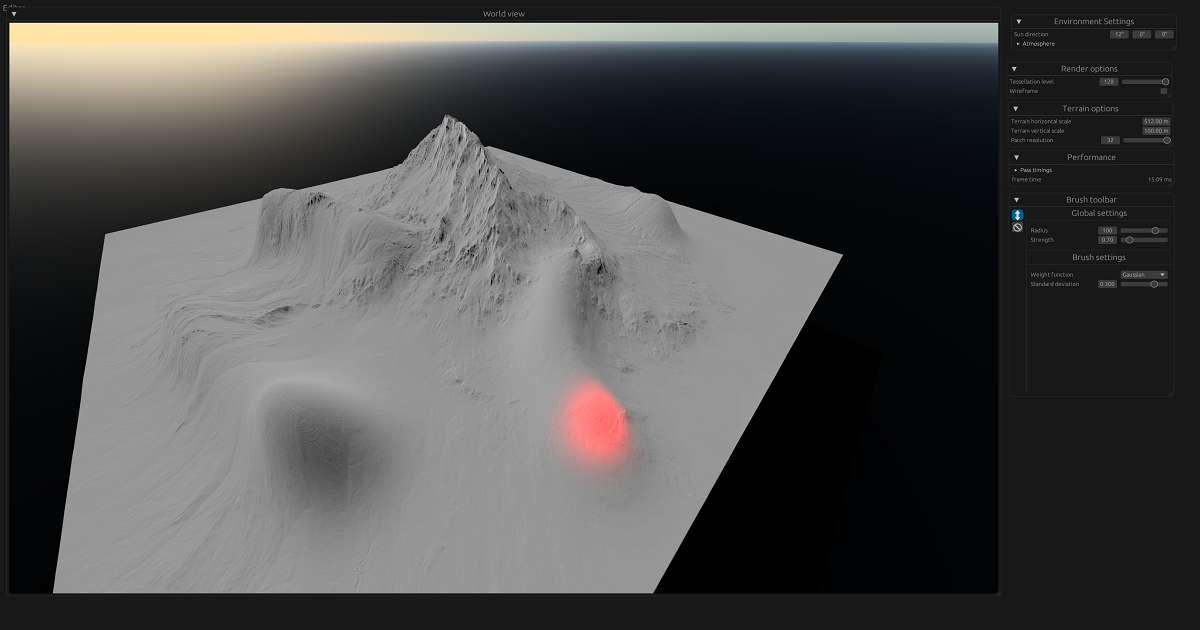 World view
Environment Settings
Sun direction 12° 0° 0°
Atmosphere
Render options
Tessellation level 128
Wireframe
Terrain options
Terrain horizontal scale 512.00 m
Terrain vertical scale 100.00 m
Patch resolution 32
Performance
Pass timings
Frame time 15.09 ms
Brush toolbar
Global settings
Radius 100
Strength 0.70
Brush settings
Weight function Gaussian
Standard deviation 0.300